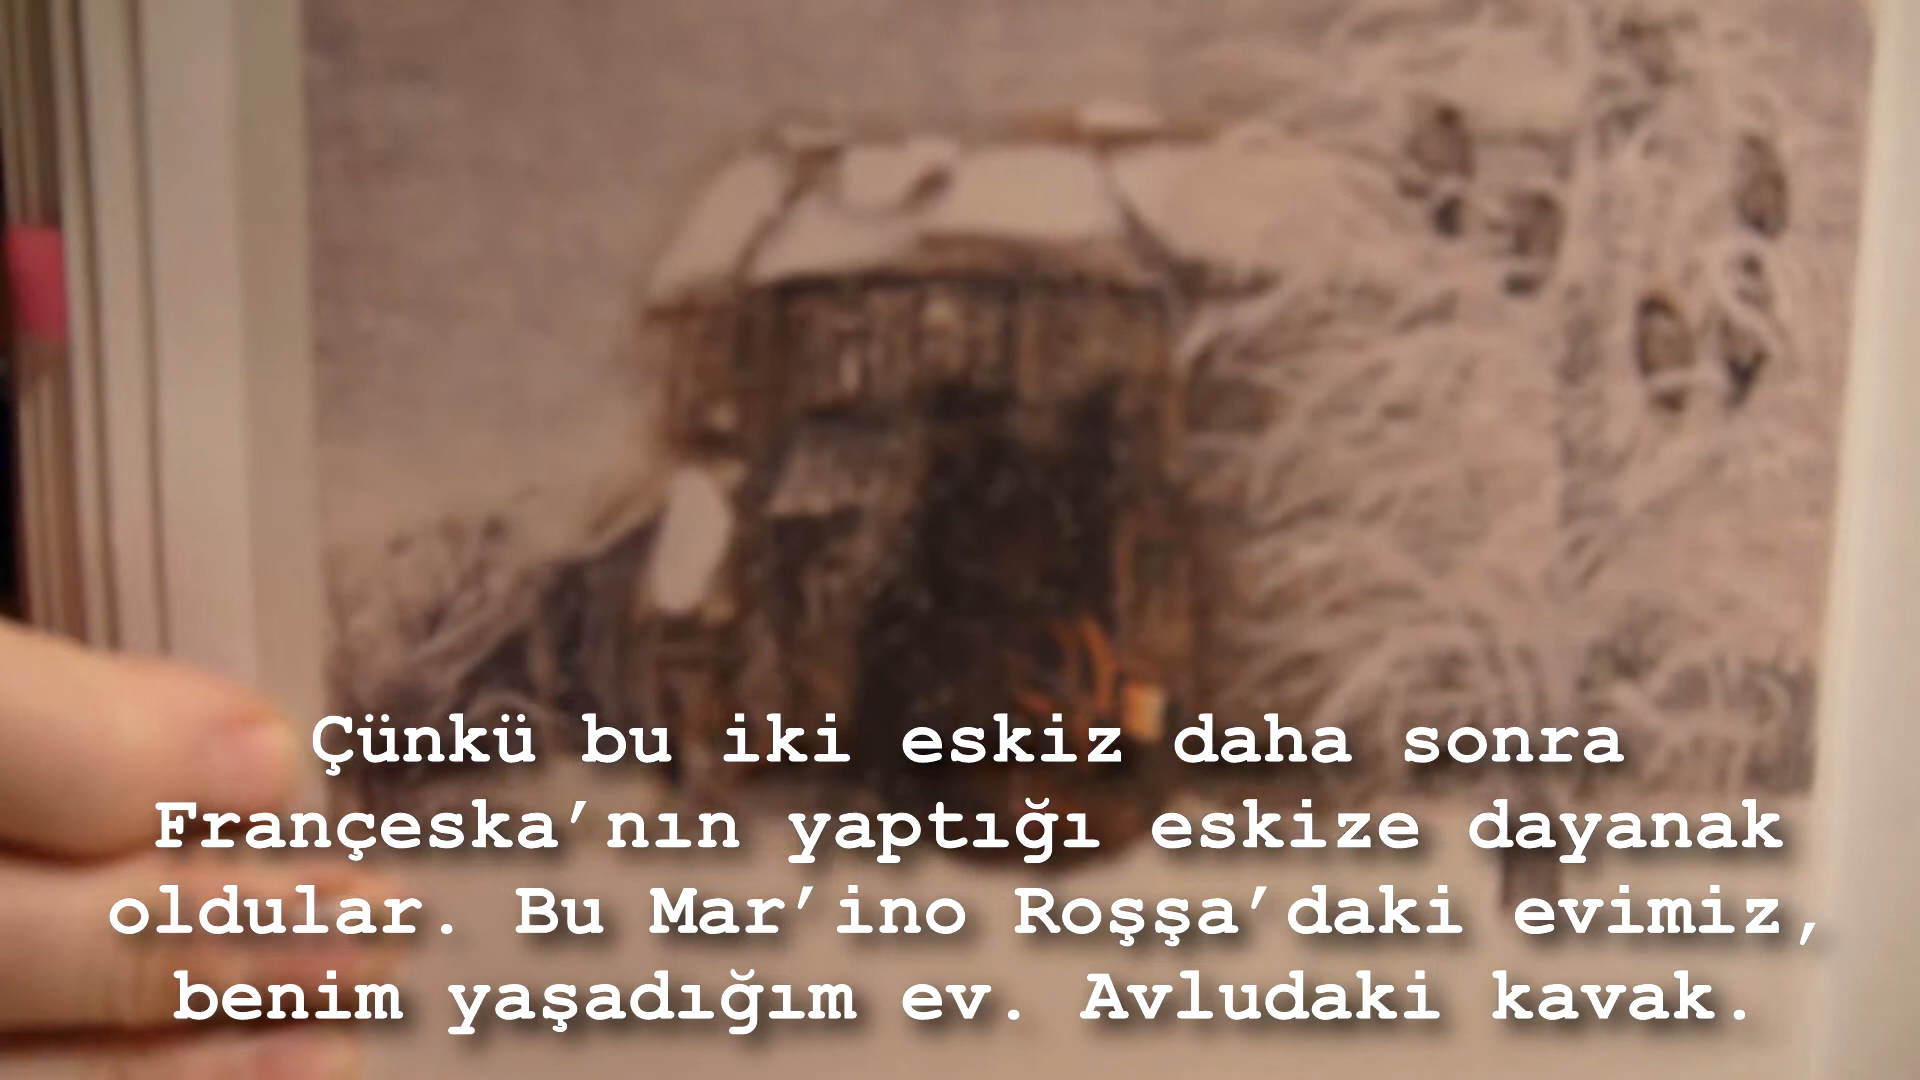 Çünkü bu iki eskiz daha sonra
Françeska’nın yaptığı eskize dayanak
oldular. Bu Mar’ino Roşşa’daki evimiz,
benim yaşadığım ev. Avludaki kavak.